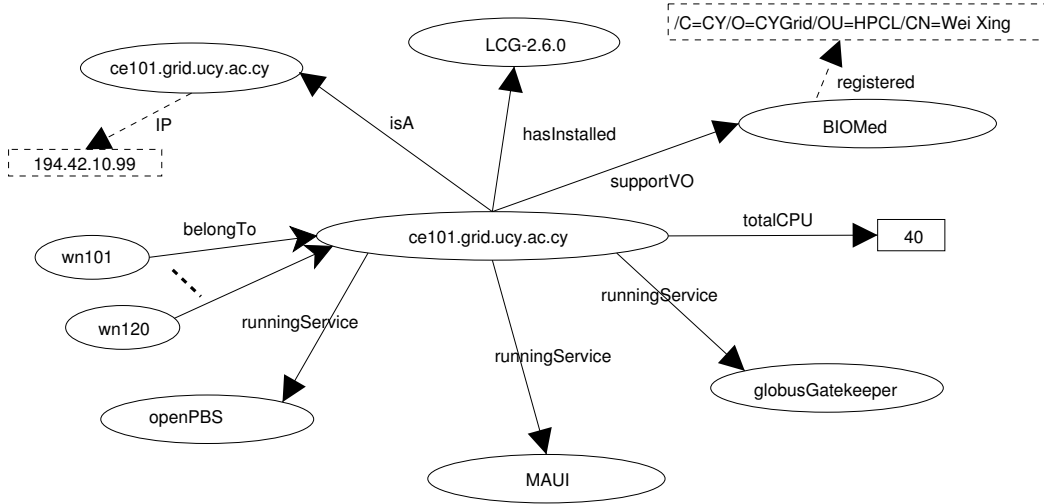 /C=CY/O=CYGrid/OU=HPCL/CN=Wei Xing
LCG-2.6.0
ce101.grid.ucy.ac.cy
registered
IP
isA
hasInstalled
BIOMed
194.42.10.99
supportVO
belongTo
totalCPU
ce101.grid.ucy.ac.cy
40
wn101
runningService
wn120
runningService
runningService
globusGatekeeper
openPBS
MAUI